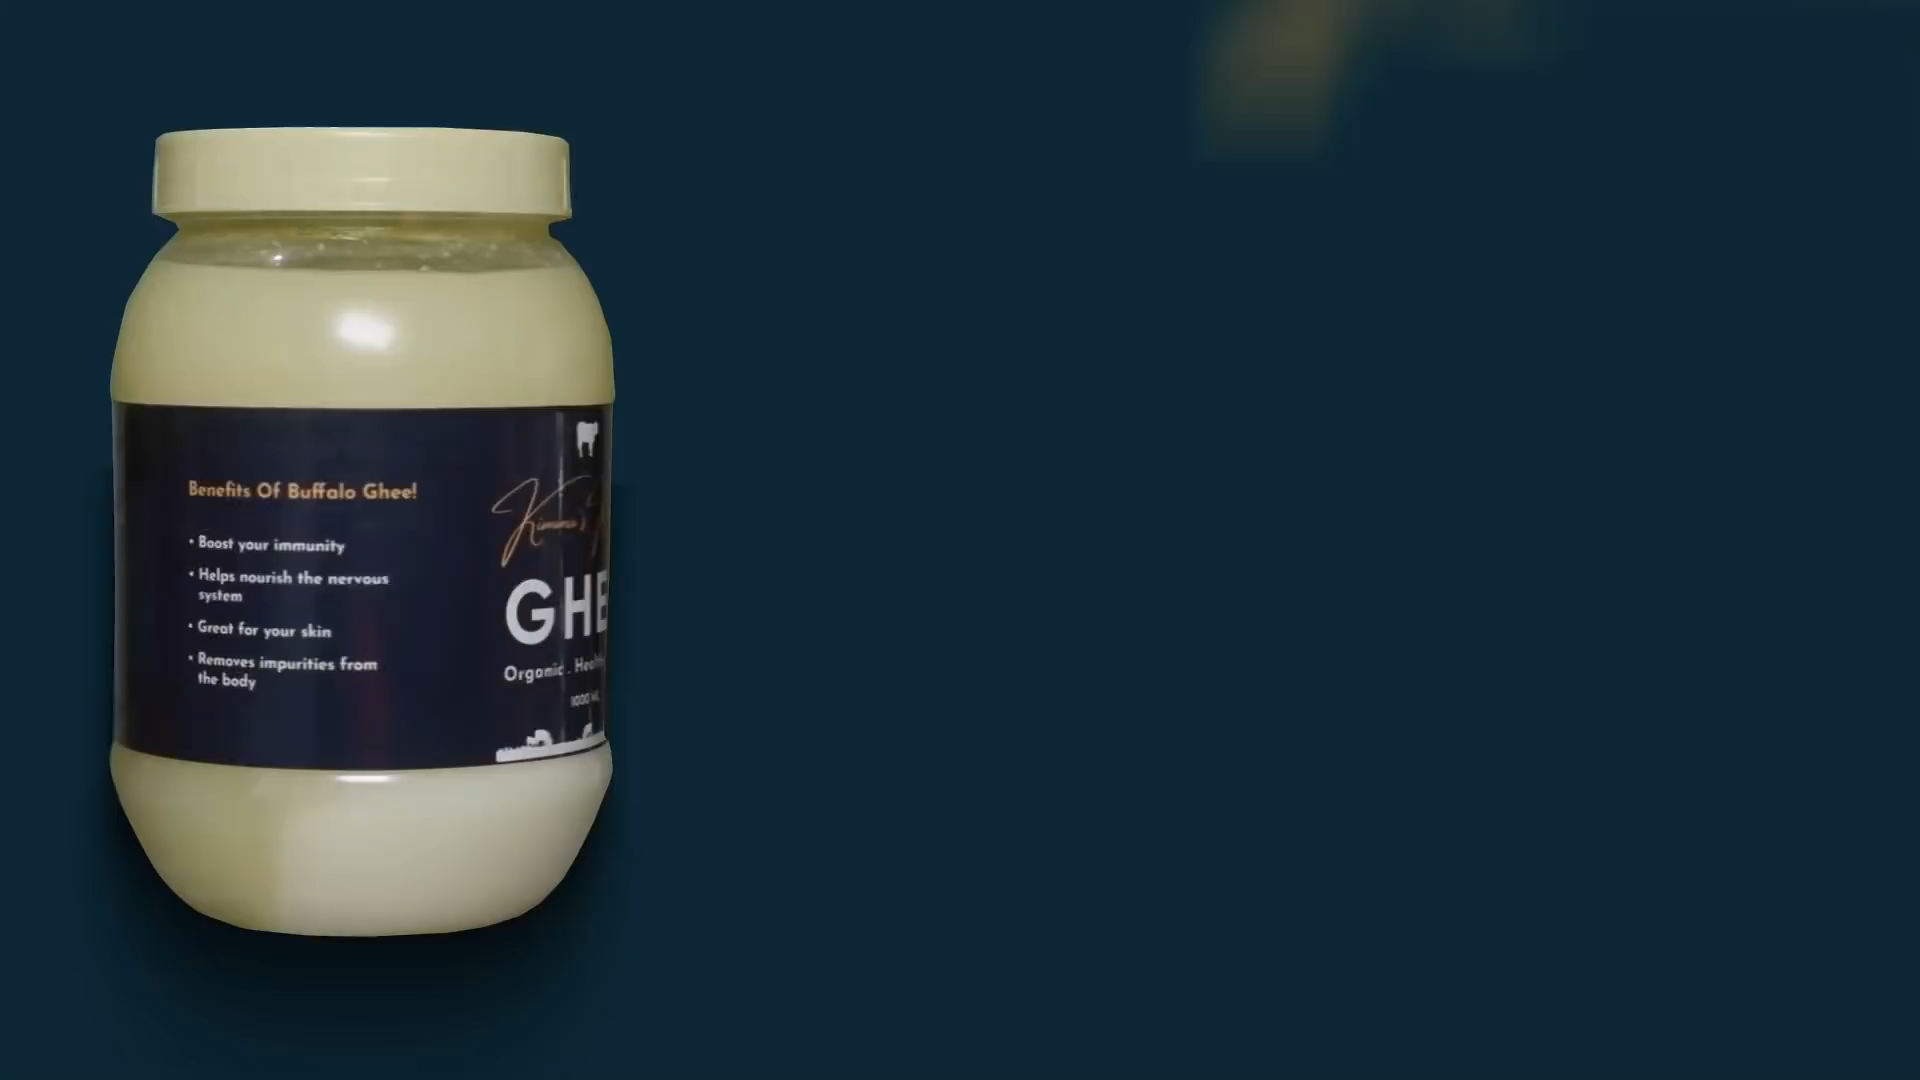 Benefits Of Buffalo Ghee!
• Boost your immunity
• Helps nourish the nervous
system
• Great for your skin
• Removes impurities from
the body
GHE
Organic .
1000